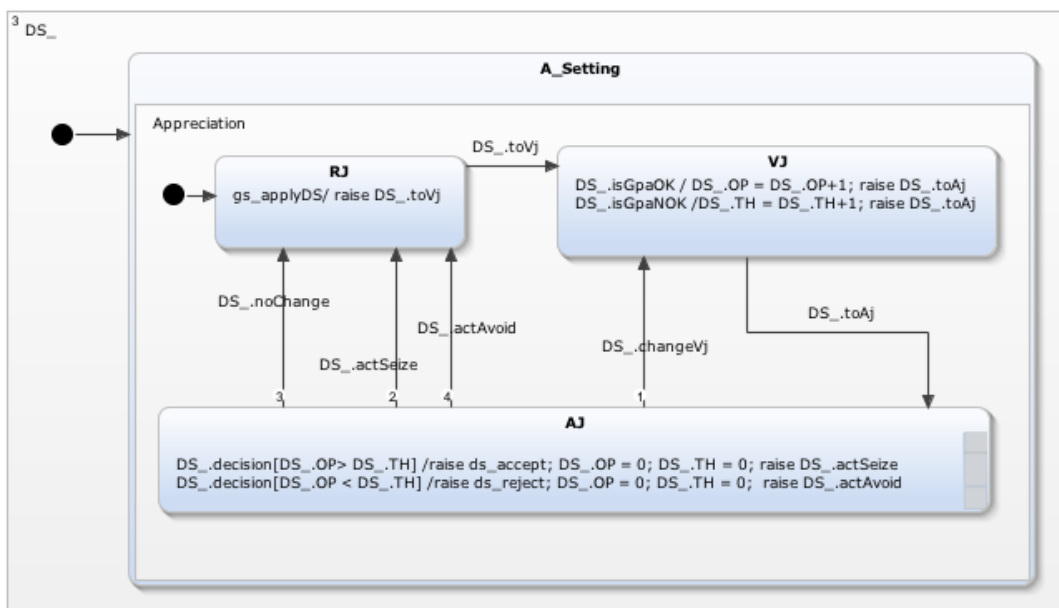 3
DS_
A_Setting
Appreciation
RJ
gs_applyDS/ raise DS_.toVj
DS_.toVj
VJ
DS_.isGpaOK / DS_.OP = DS_.OP+1; raise DS_.toAj
DS_.isGpaNOK /DS_.TH = DS_.TH+1; raise DS_.toAj
DS_.noChange
DS_.actAvoid
DS_.actSeize
DS_.changeVj
DS_.toAj
3
2
4
1
AJ
DS_.decision[DS_.OP> DS_.TH] /raise ds_accept; DS_.OP = 0; DS_.TH = 0; raise DS_.actSeize
DS_.decision[DS_.OP < DS_.TH] /raise ds_reject; DS_.OP = 0; DS_.TH = 0;  raise DS_.actAvoid